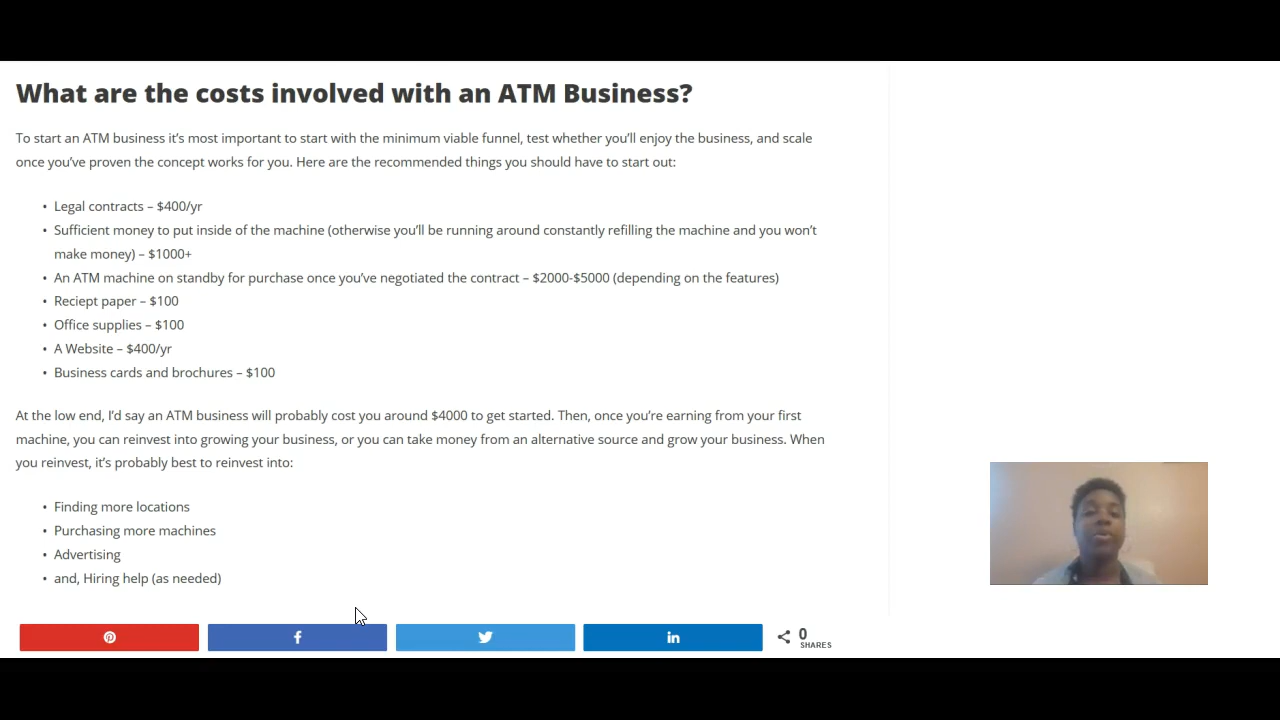 What are the costs involved with an ATM Business?
To start an ATM business it's most important to start with the minimum viable funnel, test whether you'll enjoy the business, and scale
once you've proven the concept works for you. Here are the recommended things you should have to start out:
• Legal contracts – $400/yr
• Sufficient money to put inside of the machine (otherwise you'll be running around constantly refilling the machine and you won't
make money) – $1000+
• An ATM machine on standby for purchase once you've negotiated the contract – $2000-$5000 (depending on the features)
• Reciept paper – $100
• Office supplies – $100
• A Website – $400/yr
• Business cards and brochures – $100
At the low end, I'd say an ATM business will probably cost you around $4000 to get started. Then, once you're earning from your first
machine, you can reinvest into growing your business, or you can take money from an alternative source and grow your business. When
you reinvest, it's probably best to reinvest into:
• Finding more locations
• Purchasing more machines
• Advertising
• and, Hiring help (as needed)
0
SHARES